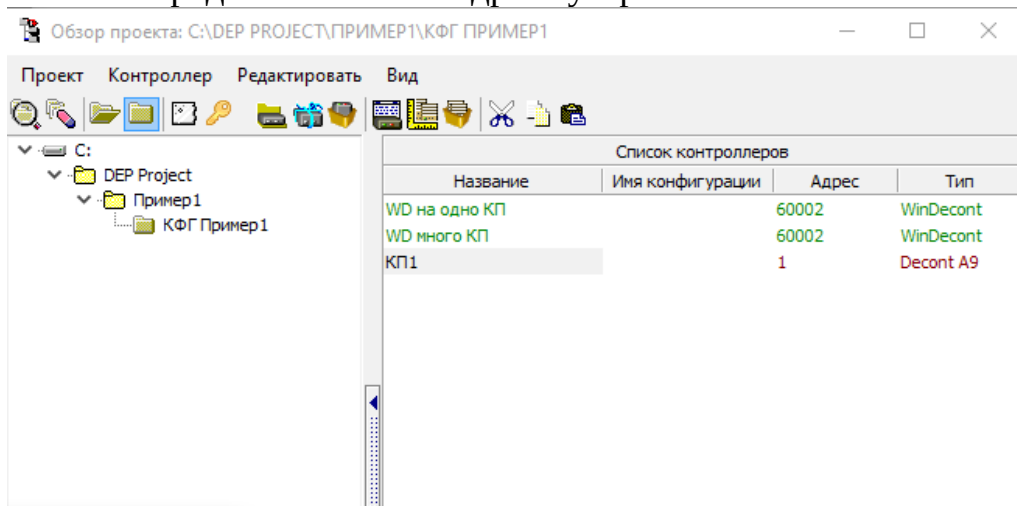 Обзор проекта: C:\DEP PROJECT\ПРИМЕР1\КФГ ПРИМЕР1
Проект Контроллер Редактировать Вид
C:
DEP Project
Пример1
КФГ Пример1
Список контроллеров
Название Имя конфигурации Адрес Тип
WD на одно КП 60002 WinDecont
WD много КП 60002 WinDecont
КП1 1 Decont A9